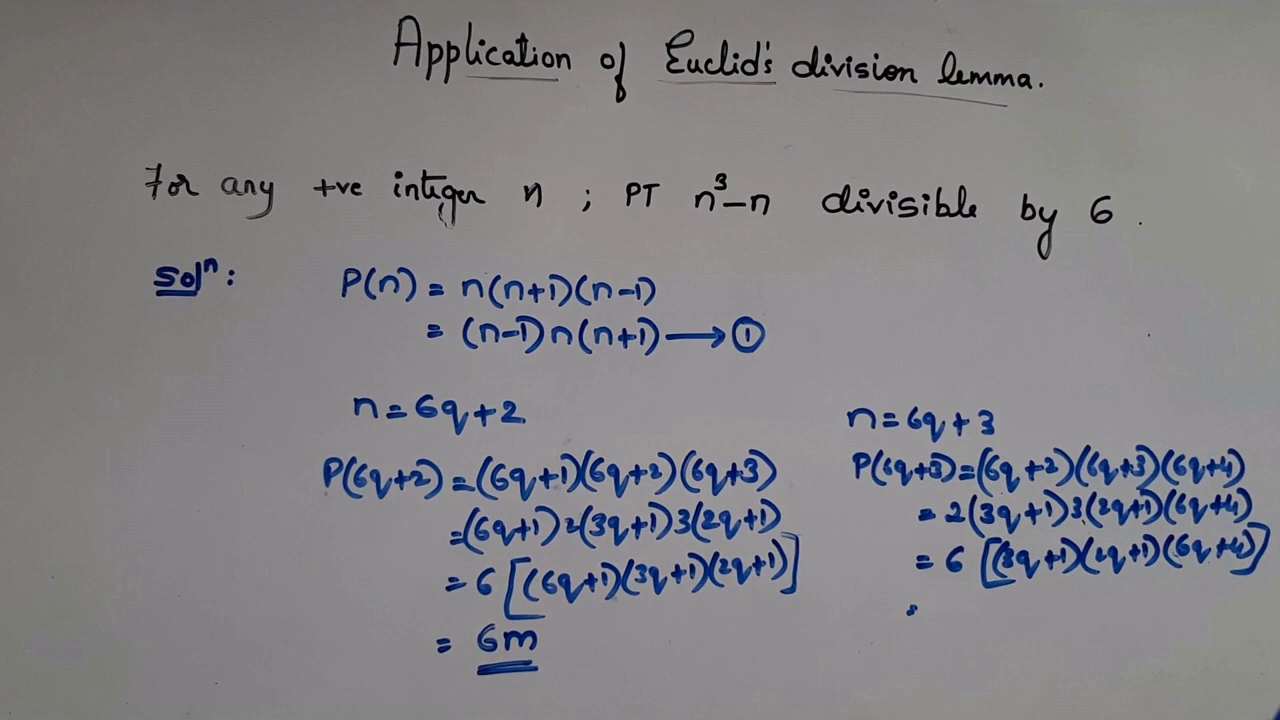 Application of Euclid's division lemma.
For any +ve integer n ; PT n³-n divisible by 6 .
Solⁿ :
P(n) = n(n+1)(n-1)
= (n-1)n(n+1) ⟶ ①
n = 6q+2
P(6q+2) = (6q+1)(6q+2)(6q+3)
= (6q+1) 2(3q+1) 3(2q+1)
= 6 [(6q+1)(3q+1)(2q+1)]
= 6m
n = 6q+3
P(6q+3) = (6q+2)(6q+3)(6q+4)
= 2(3q+1) 3(2q+1)(6q+4)
= 6 [(3q+1)(2q+1)(6q+4)]